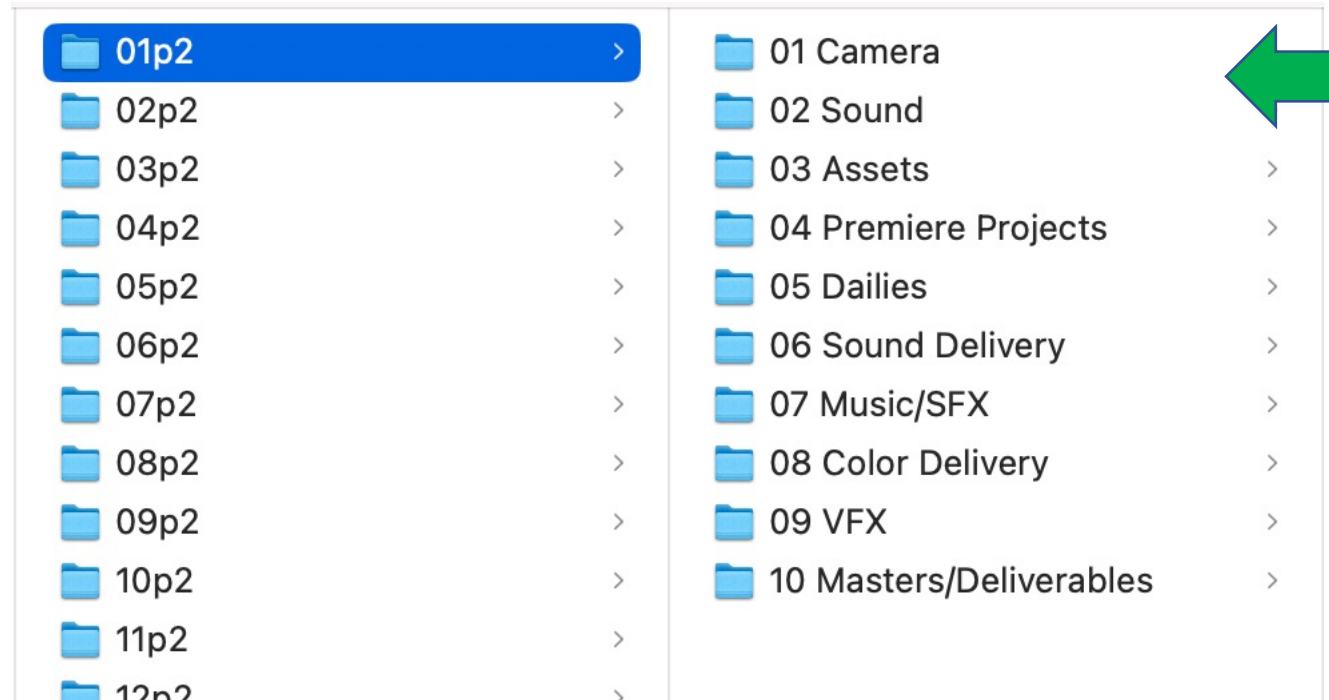 01p2
02p2
03p2
04p2
05p2
06p2
07p2
08p2
09p2
10p2
11p2
12p2
01 Camera
02 Sound
03 Assets
04 Premiere Projects
05 Dailies
06 Sound Delivery
07 Music/SFX
08 Color Delivery
09 VFX
10 Masters/Deliverables